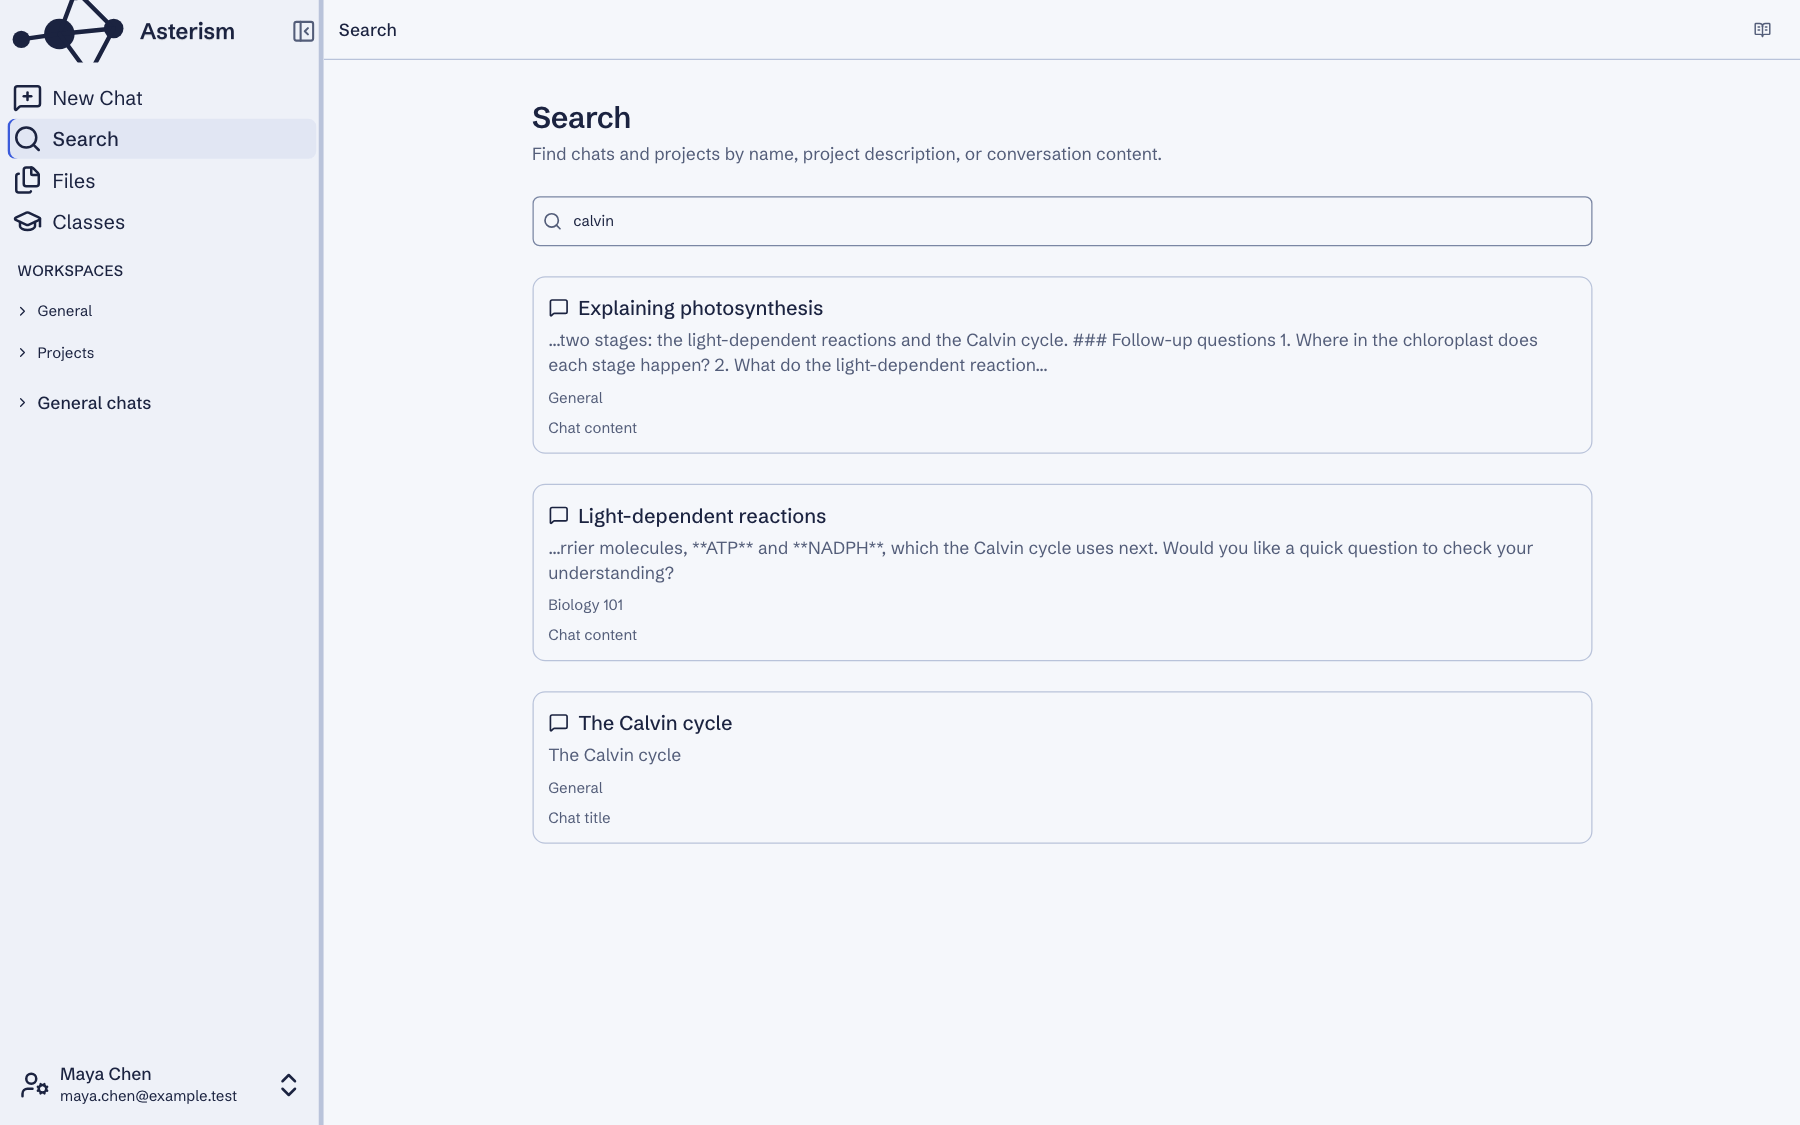 Asterism
New Chat
Search
Files
Classes
WORKSPACES
General
Projects
General chats
Maya Chen
maya.chen@example.test
Search
Search
Find chats and projects by name, project description, or conversation content.
calvin
Explaining photosynthesis
...two stages: the light-dependent reactions and the Calvin cycle. ### Follow-up questions 1. Where in the chloroplast does
each stage happen? 2. What do the light-dependent reaction...
General
Chat content
Light-dependent reactions
...rrier molecules, **ATP** and **NADPH**, which the Calvin cycle uses next. Would you like a quick question to check your
understanding?
Biology 101
Chat content
The Calvin cycle
The Calvin cycle
General
Chat title